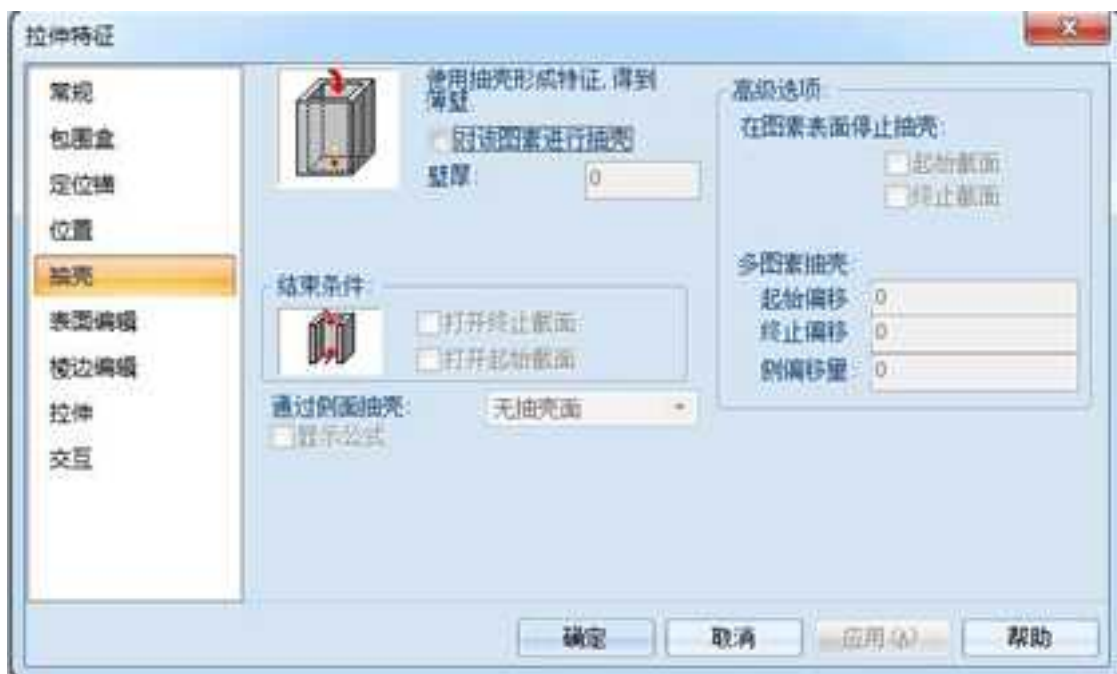 拉伸特征
常规
包围盒
定位锚
位置
抽壳
表面编辑
棱边编辑
拉伸
交互
使用抽壳形成特征，得到
薄壁.
对该图素进行抽壳
壁厚: 0
结束条件:
打开终止截面
打开起始截面
通过侧面抽壳: 无抽壳面
显示公式
高级选项:
在图素表面停止抽壳:
起始截面
终止截面
多图素抽壳:
起始偏移 0
终止偏移 0
侧偏移量 0
确定 取消 应用(A) 帮助